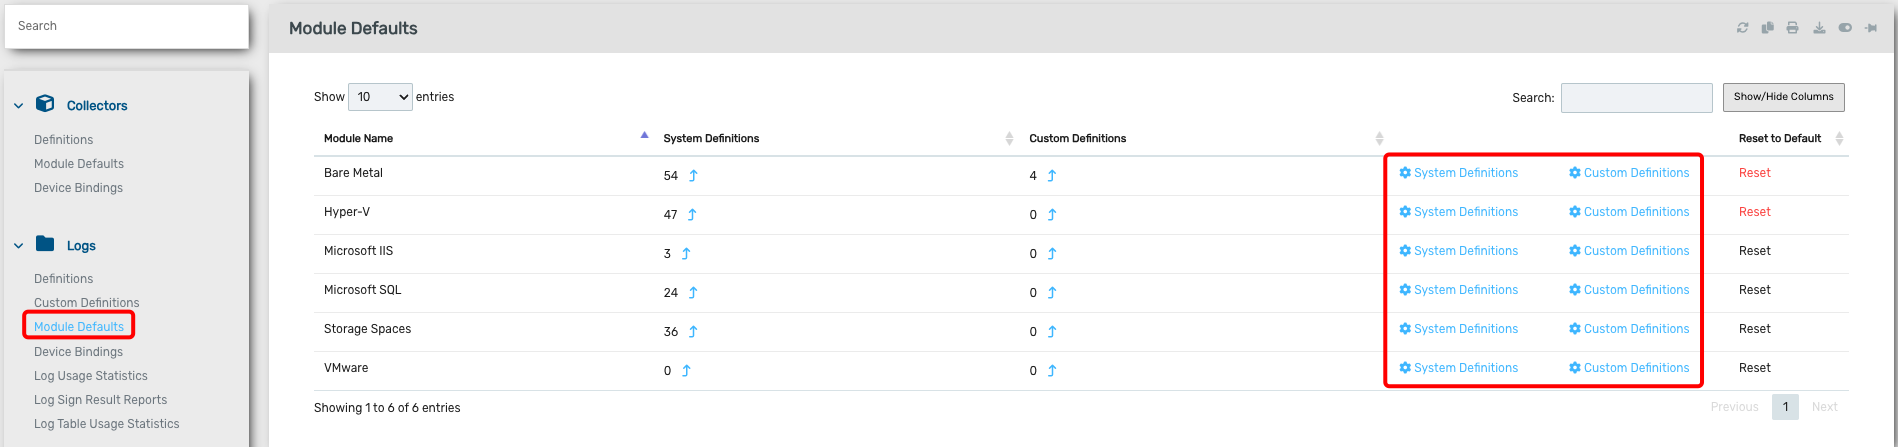 Search
Collectors
Definitions
Module Defaults
Device Bindings
Logs
Definitions
Custom Definitions
Module Defaults
Device Bindings
Log Usage Statistics
Log Sign Result Reports
Log Table Usage Statistics
Module Defaults
Show 10 entries
Search:
Show/Hide Columns
Module Name System Definitions Custom Definitions Reset to Default
Bare Metal 54 4 System Definitions Custom Definitions Reset
Hyper-V 47 0 System Definitions Custom Definitions Reset
Microsoft IIS 3 0 System Definitions Custom Definitions Reset
Microsoft SQL 24 0 System Definitions Custom Definitions Reset
Storage Spaces 36 0 System Definitions Custom Definitions Reset
VMware 0 0 System Definitions Custom Definitions Reset
Showing 1 to 6 of 6 entries
Previous 1 Next